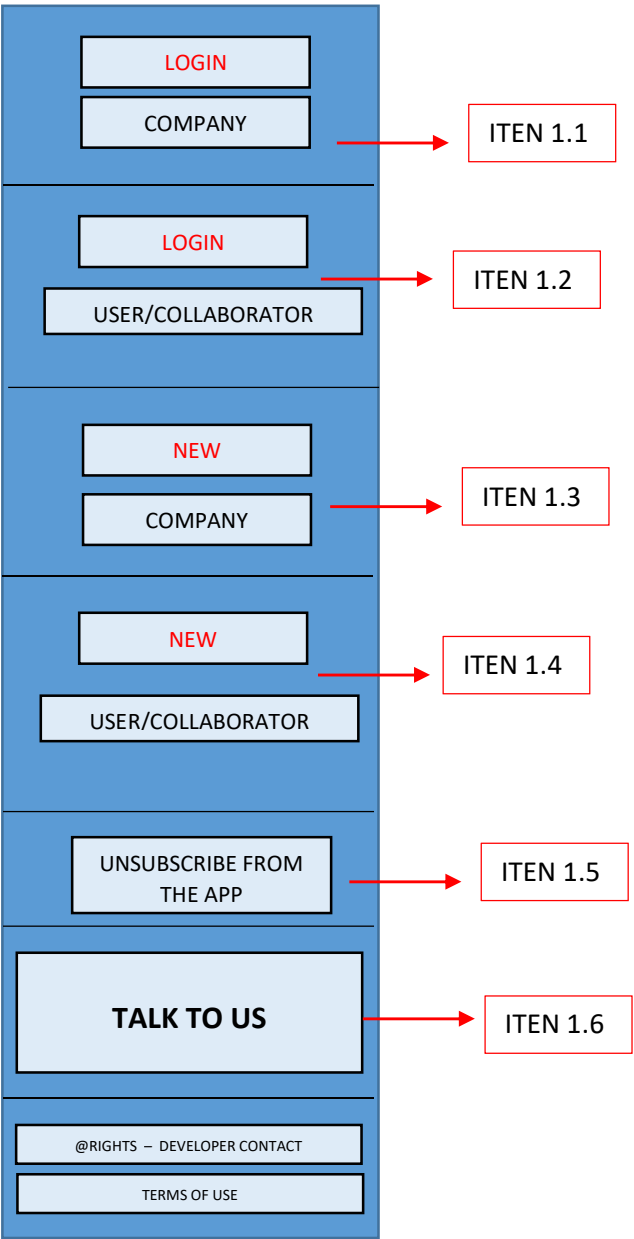 LOGIN
COMPANY
ITEN 1.1
LOGIN
ITEN 1.2
USER/COLLABORATOR
NEW
ITEN 1.3
COMPANY
NEW
ITEN 1.4
USER/COLLABORATOR
UNSUBSCRIBE FROM
THE APP
ITEN 1.5
TALK TO US
ITEN 1.6
@RIGHTS – DEVELOPER CONTACT
TERMS OF USE